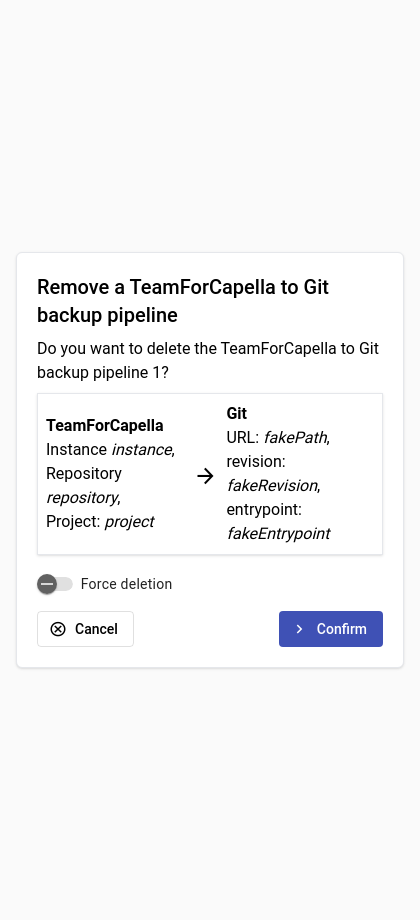 Remove a TeamForCapella to Git
backup pipeline
Do you want to delete the TeamForCapella to Git
backup pipeline 1?
TeamForCapella
Instance instance,
Repository
repository,
Project: project
Git
URL: fakePath,
revision:
fakeRevision,
entrypoint:
fakeEntrypoint
Force deletion
Cancel
Confirm